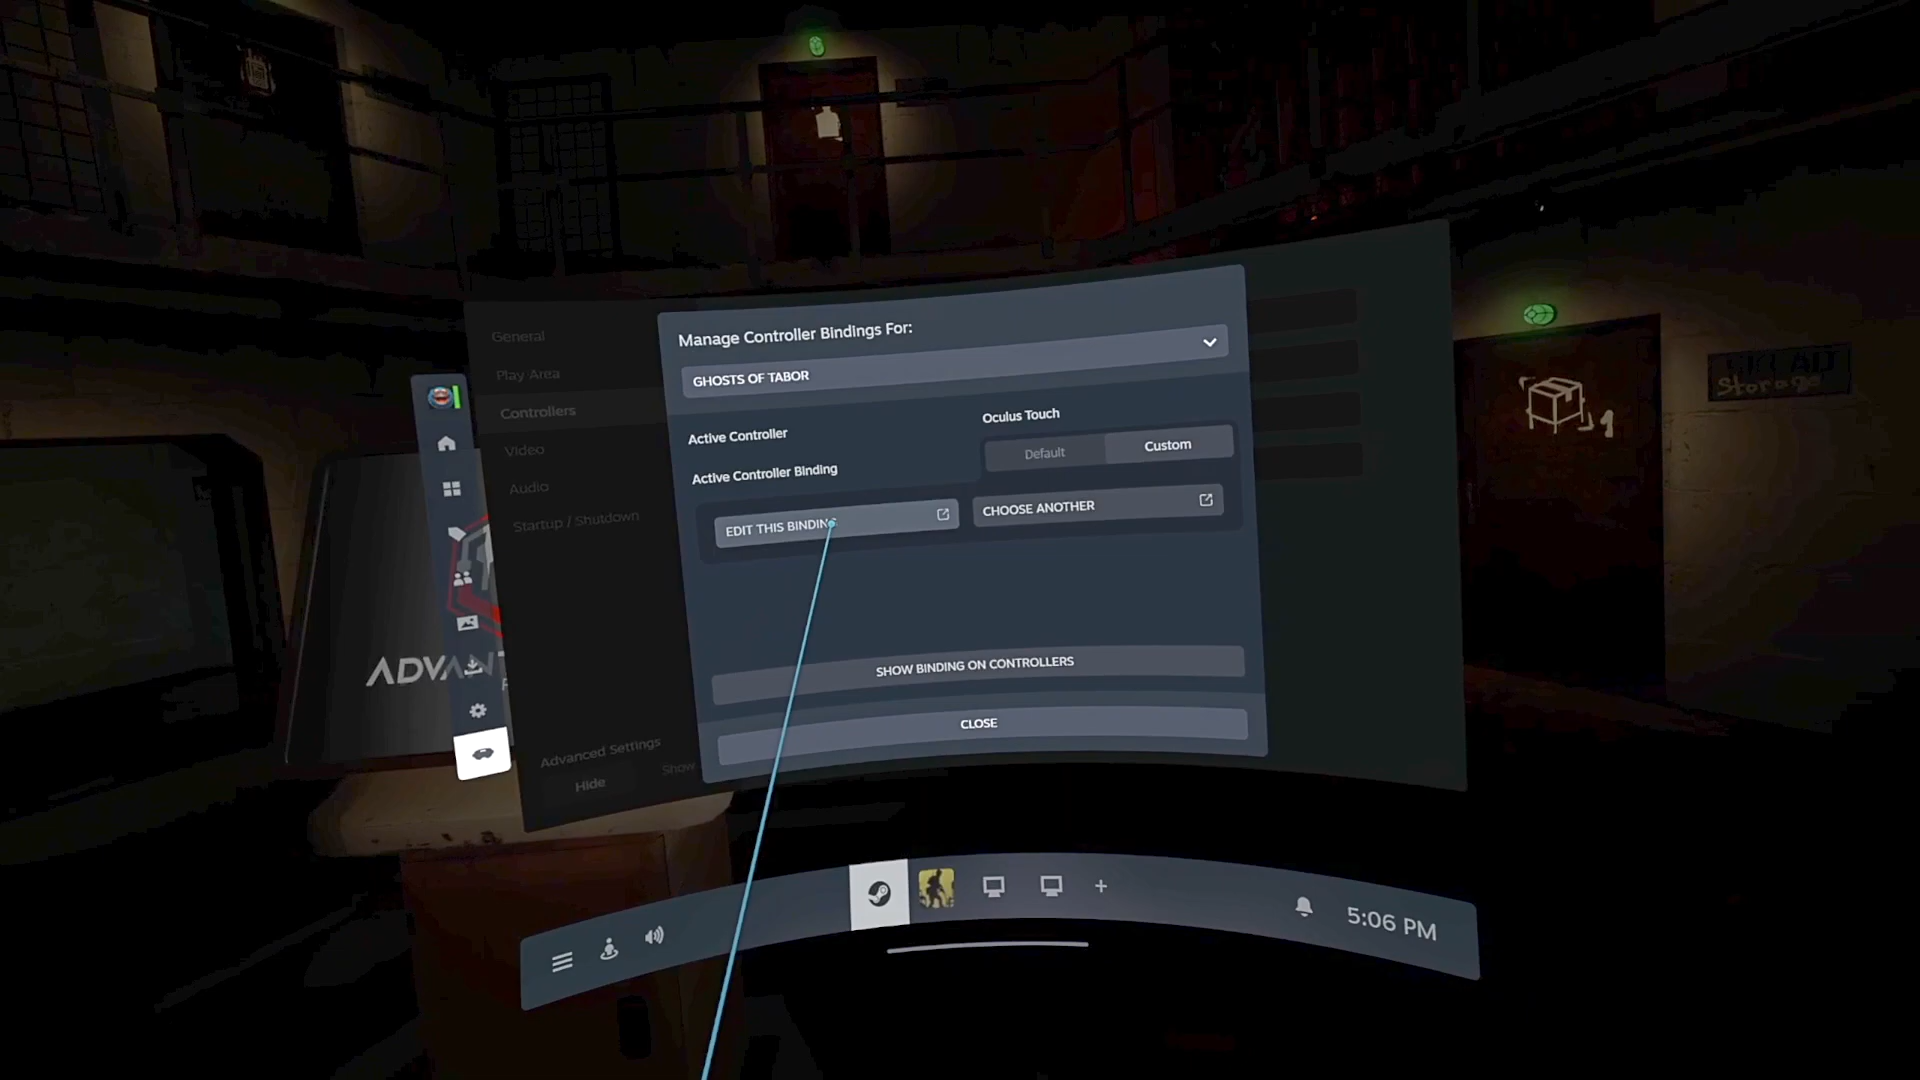 Manage Controller Bindings For:
GHOSTS OF TABOR
General
Play Area
Controllers
Video
Audio
Startup / Shutdown
Active Controller
Oculus Touch
Active Controller Binding
Default
Custom
EDIT THIS BINDING
CHOOSE ANOTHER
SHOW BINDING ON CONTROLLERS
CLOSE
Advanced Settings
Hide
Show
ADVANT
Storage
1
5:06 PM